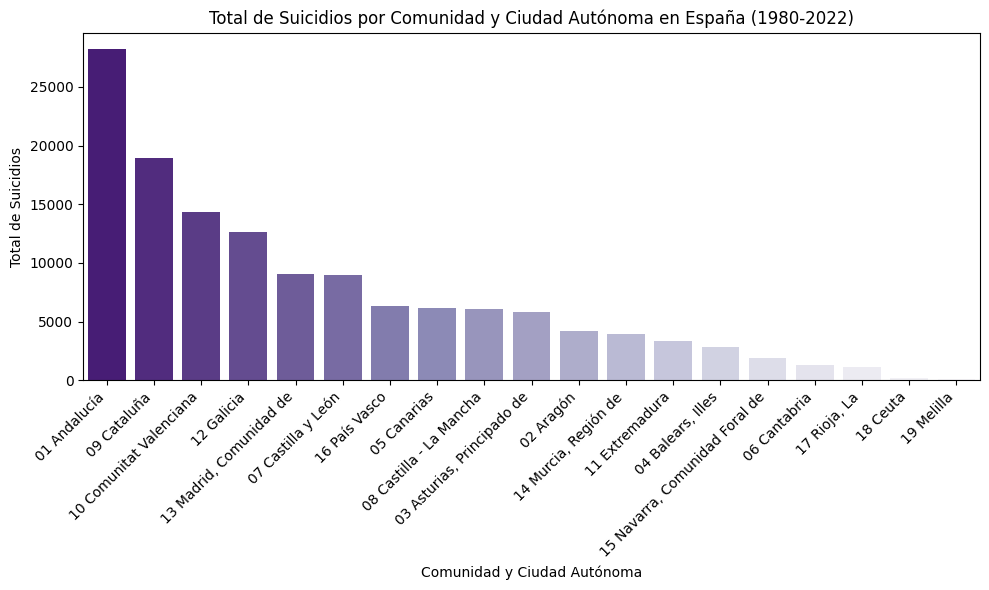 Total de Suicidios por Comunidad y Ciudad Autónoma en España (1980-2022)
Total de Suicidios
25000
20000
15000
10000
5000
0
01 Andalucía
09 Cataluña
10 Comunitat Valenciana
12 Galicia
13 Madrid, Comunidad de
07 Castilla y León
16 País Vasco
05 Canarias
08 Castilla - La Mancha
03 Asturias, Principado de
02 Aragón
14 Murcia, Región de
11 Extremadura
04 Balears, Illes
15 Navarra, Comunidad Foral de
06 Cantabria
17 Rioja, La
18 Ceuta
19 Melilla
Comunidad y Ciudad Autónoma